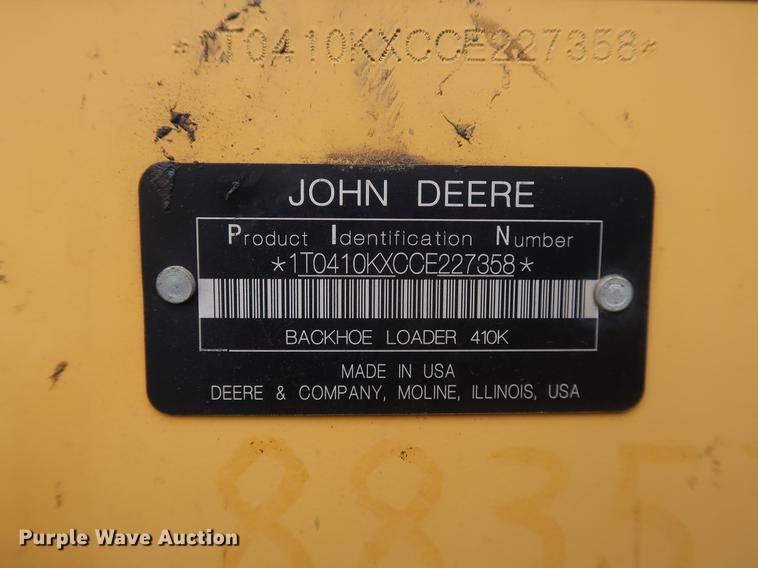 *1T0410KXCCE227358*
JOHN DEERE
Product Identification Number
*1T0410KXCCE227358*
BACKHOE LOADER 410K
MADE IN USA
DEERE & COMPANY, MOLINE, ILLINOIS, USA
8835
Purple Wave Auction